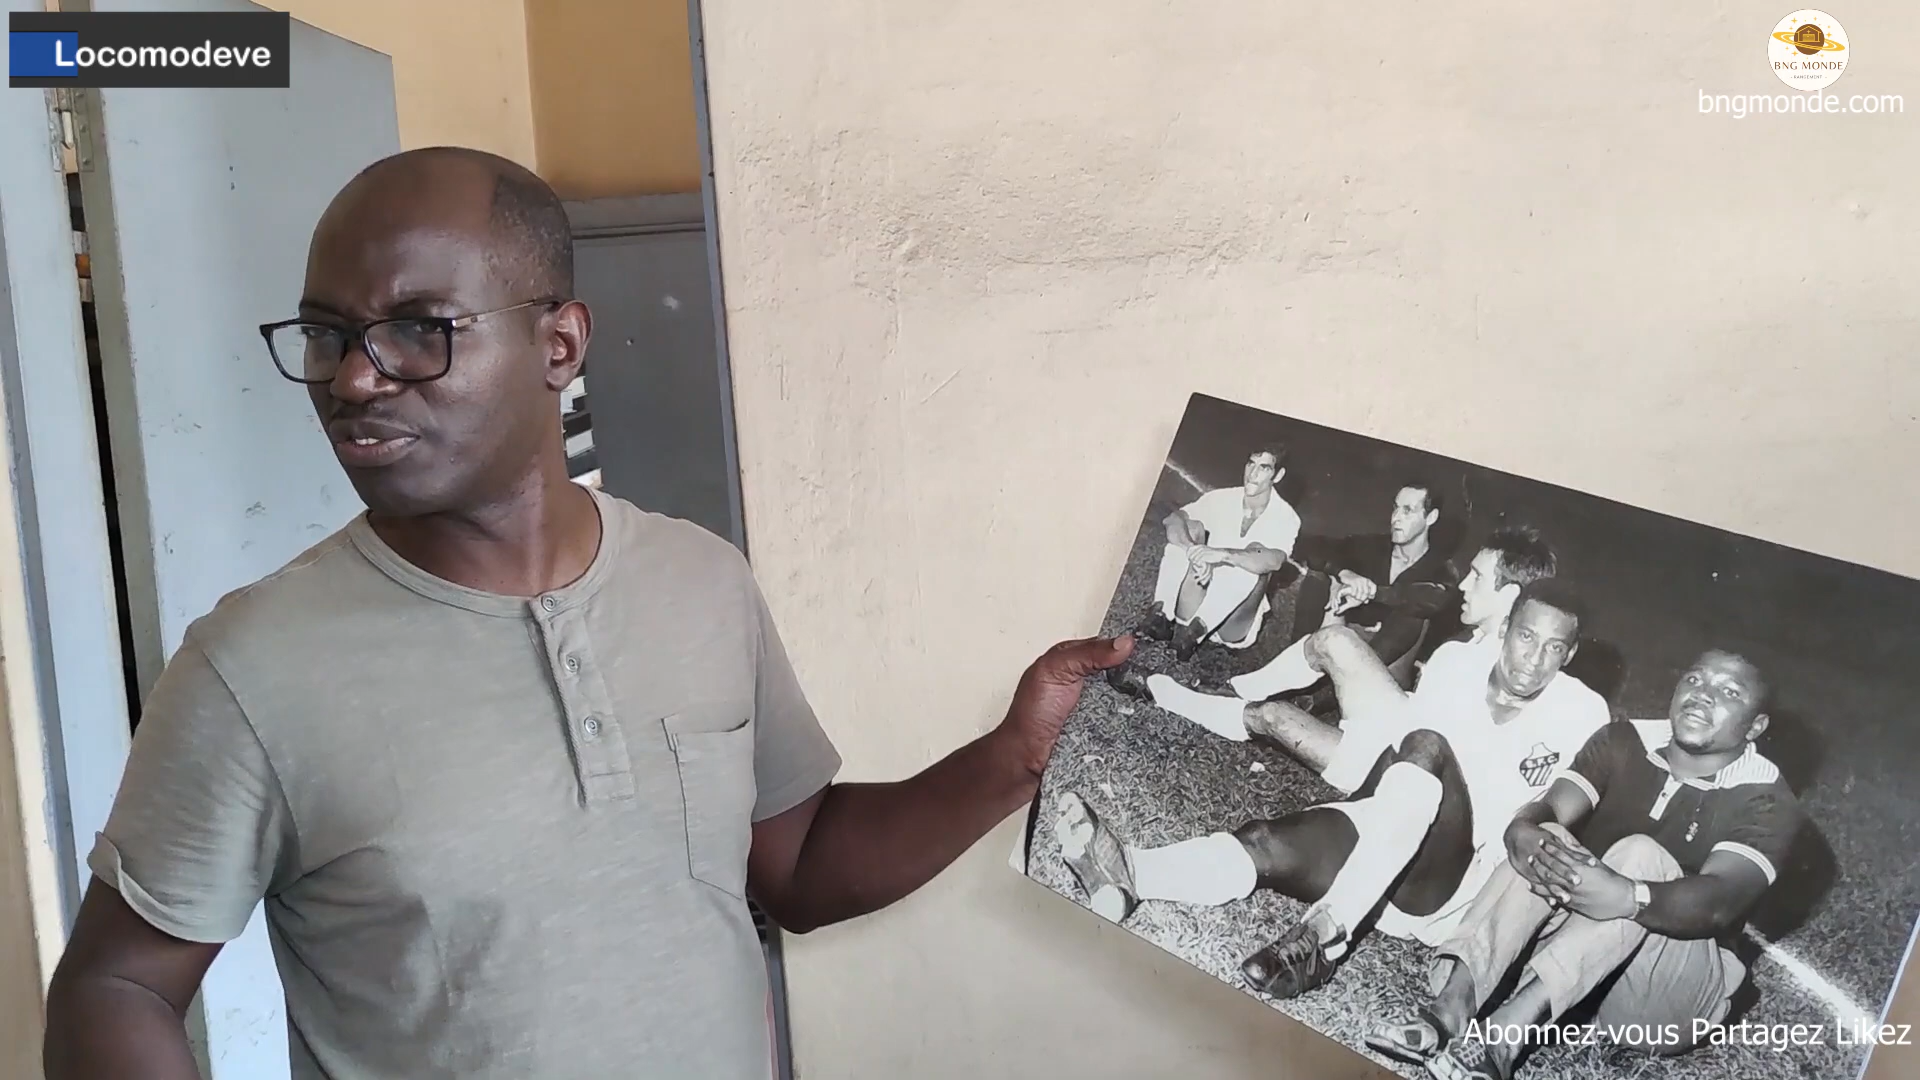 Locomodeve
BNG MONDE
bngmonde.com
S.F.C.
Abonnez-vous Partagez Likez